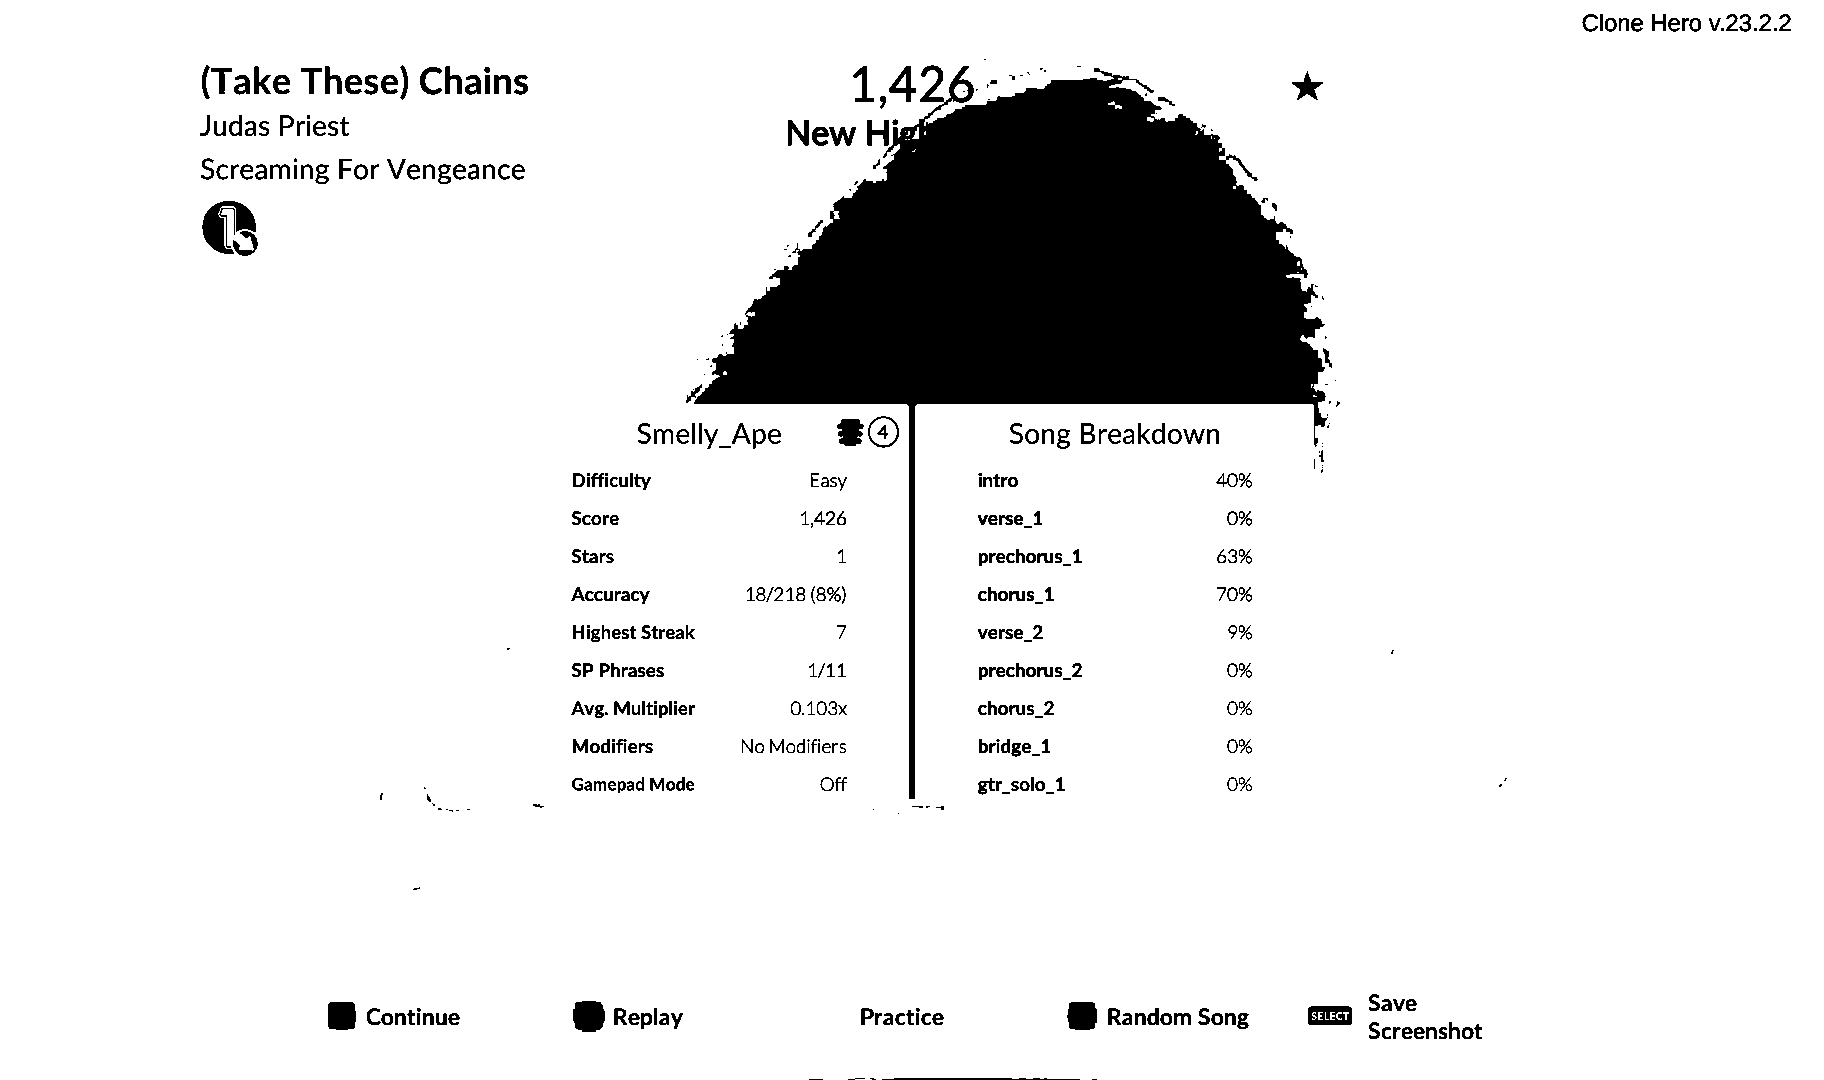 Clone Hero v.23.2.2
(Take These) Chains
Judas Priest
Screaming For Vengeance
1,426
New
Smelly_Ape
4
Difficulty Easy
Score 1,426
Stars 1
Accuracy 18/218 (8%)
Highest Streak 7
SP Phrases 1/11
Avg. Multiplier 0.103x
Modifiers No Modifiers
Gamepad Mode Off
Song Breakdown
intro 40%
verse_1 0%
prechorus_1 63%
chorus_1 70%
verse_2 9%
prechorus_2 0%
chorus_2 0%
bridge_1 0%
gtr_solo_1 0%
Continue
Replay
Practice
Random Song
SELECT
Save
Screenshot